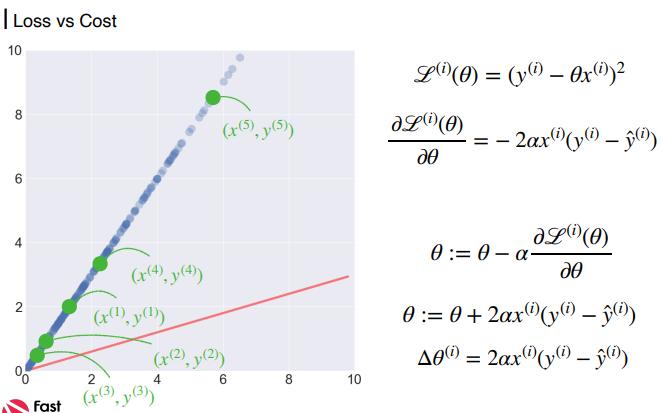 Loss vs Cost
10
8
6
4
2
0
0 2 4 6 8 10
(x⁽⁵⁾, y⁽⁵⁾)
(x⁽⁴⁾, y⁽⁴⁾)
(x⁽¹⁾, y⁽¹⁾)
(x⁽²⁾, y⁽²⁾)
(x⁽³⁾, y⁽³⁾)
ℒ⁽ⁱ⁾(θ) = (y⁽ⁱ⁾ − θx⁽ⁱ⁾)²
∂ℒ⁽ⁱ⁾(θ)/∂θ = − 2αx⁽ⁱ⁾(y⁽ⁱ⁾ − ŷ⁽ⁱ⁾)
θ := θ − α ∂ℒ⁽ⁱ⁾(θ)/∂θ
θ := θ + 2αx⁽ⁱ⁾(y⁽ⁱ⁾ − ŷ⁽ⁱ⁾)
Δθ⁽ⁱ⁾ = 2αx⁽ⁱ⁾(y⁽ⁱ⁾ − ŷ⁽ⁱ⁾)
Fast